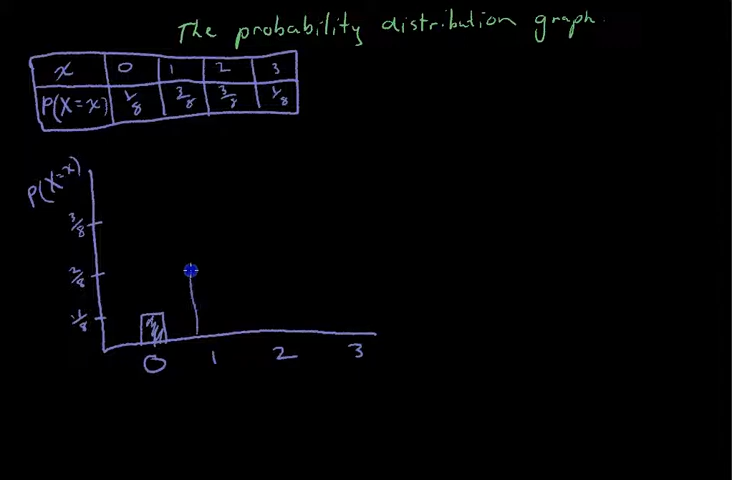 The probability distribution graph.
x 0 1 2 3
P(X=x) 1/8 3/8 3/8 1/8
P(X=x)
3/8
2/8
1/8
0 1 2 3